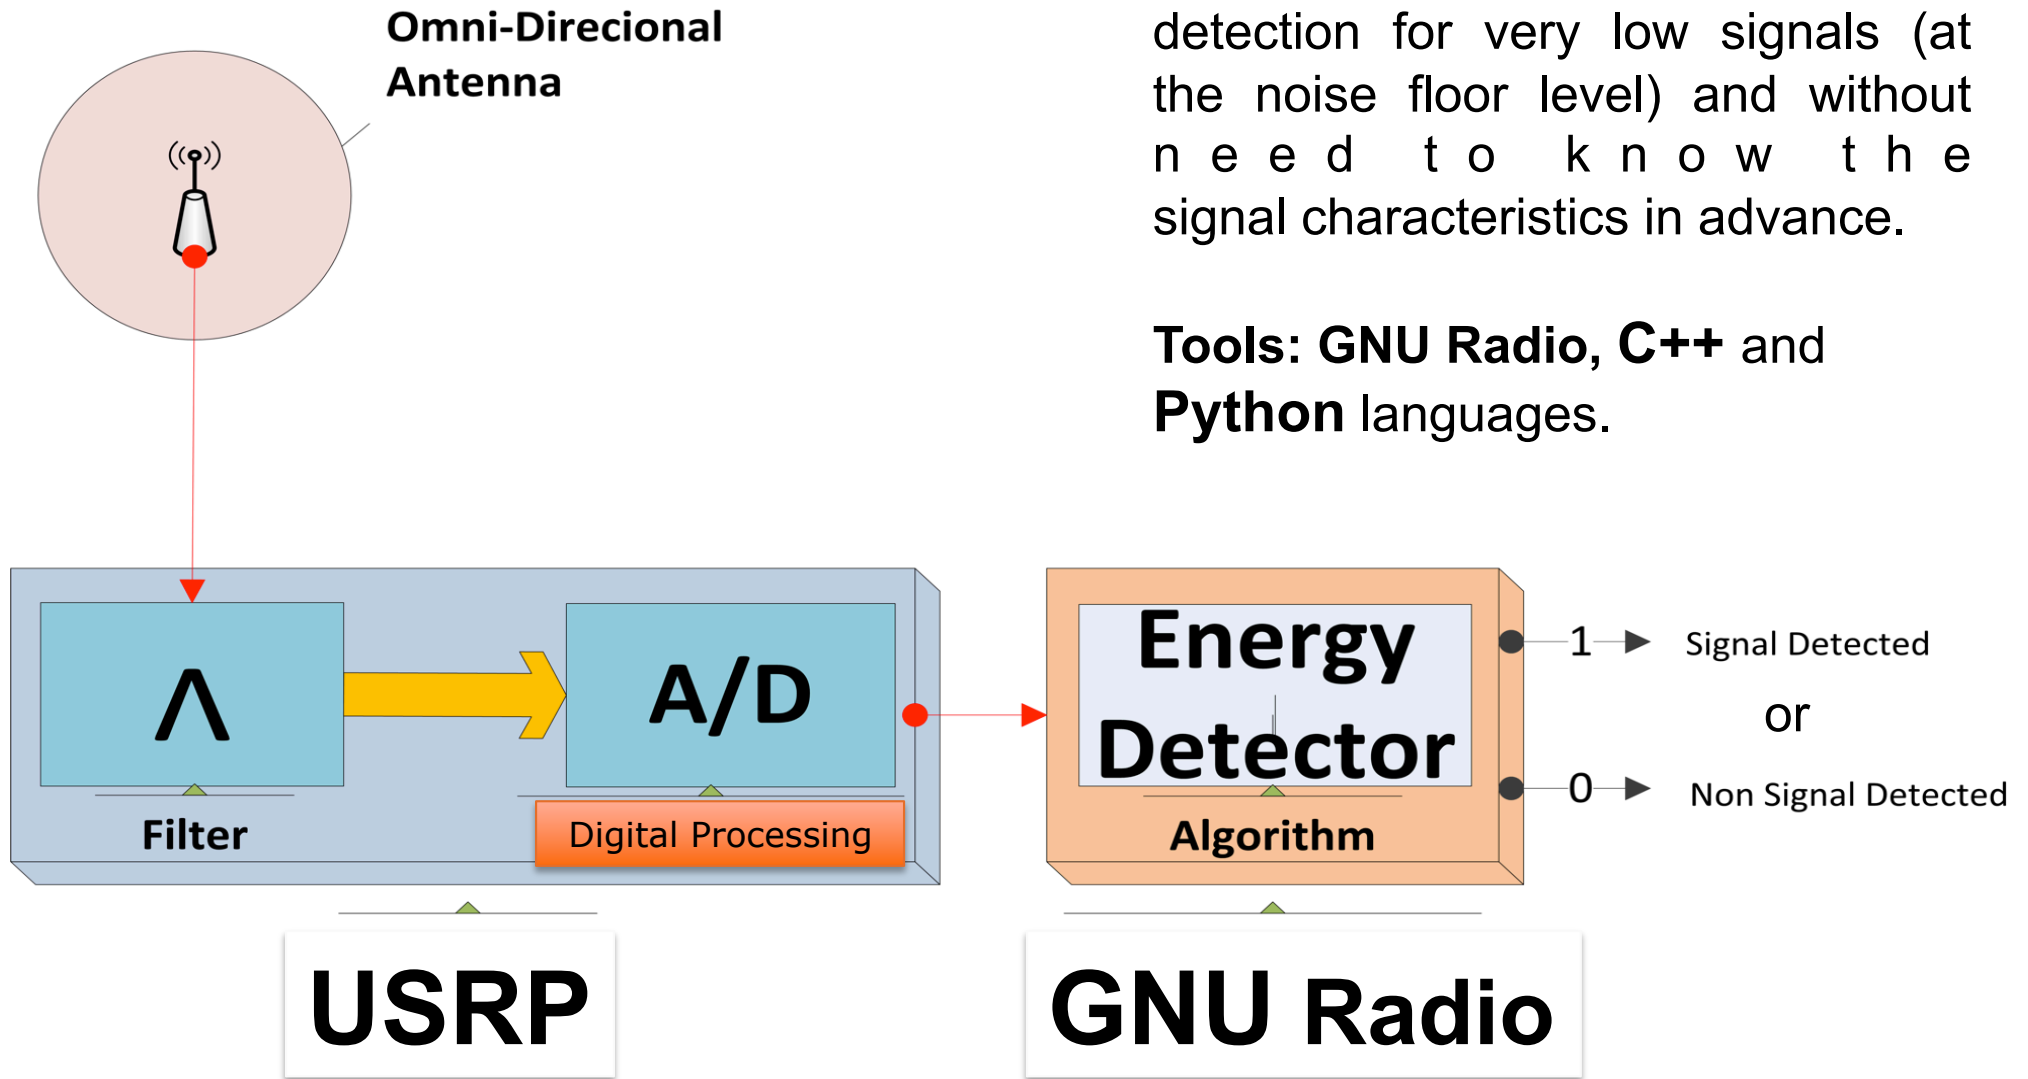 Omni-Direcional
Antenna
detection for very low signals (at
the noise floor level) and without
need to know the
signal characteristics in advance.
Tools: GNU Radio, C++ and
Python languages.
Λ
A/D
Filter
Digital Processing
Energy
Detector
Algorithm
1
Signal Detected
or
0
Non Signal Detected
USRP
GNU Radio